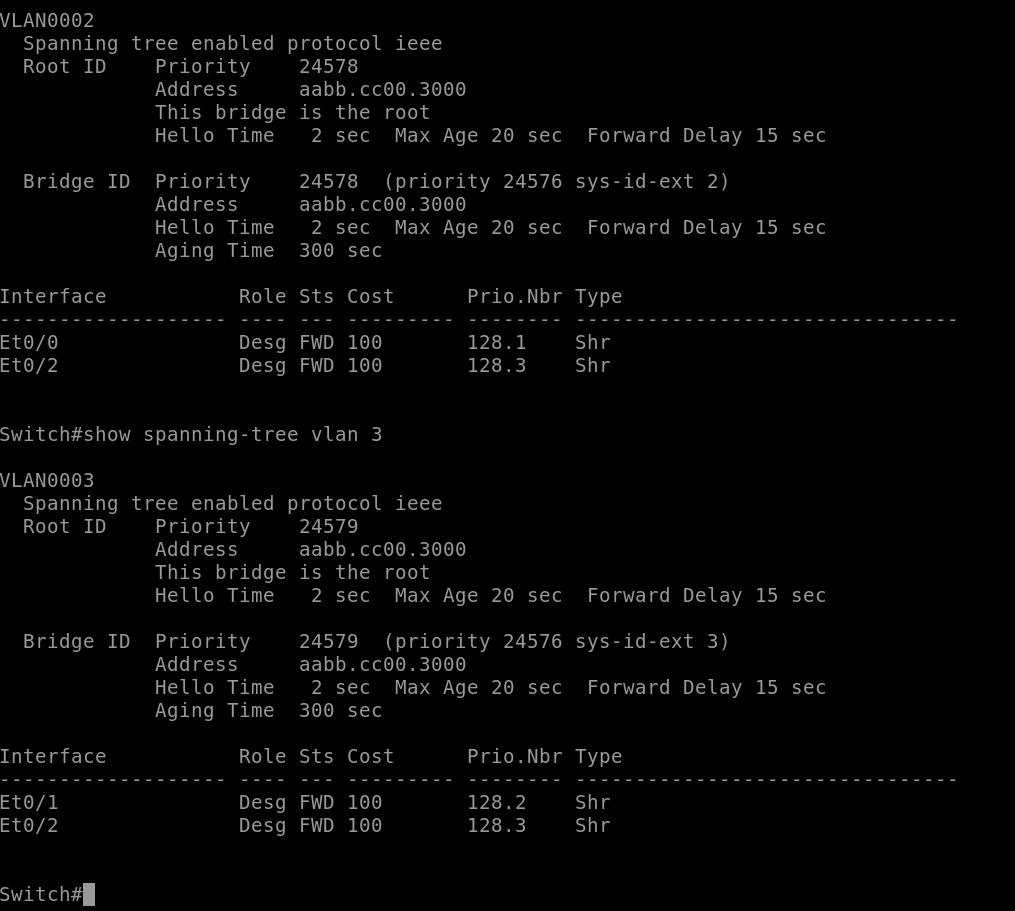 VLAN0002
  Spanning tree enabled protocol ieee
  Root ID    Priority    24578
             Address     aabb.cc00.3000
             This bridge is the root
             Hello Time   2 sec  Max Age 20 sec  Forward Delay 15 sec

  Bridge ID  Priority    24578  (priority 24576 sys-id-ext 2)
             Address     aabb.cc00.3000
             Hello Time   2 sec  Max Age 20 sec  Forward Delay 15 sec
             Aging Time  300 sec

Interface           Role Sts Cost      Prio.Nbr Type
------------------- ---- --- --------- -------- --------------------------------
Et0/0               Desg FWD 100       128.1    Shr
Et0/2               Desg FWD 100       128.3    Shr


Switch#show spanning-tree vlan 3

VLAN0003
  Spanning tree enabled protocol ieee
  Root ID    Priority    24579
             Address     aabb.cc00.3000
             This bridge is the root
             Hello Time   2 sec  Max Age 20 sec  Forward Delay 15 sec

  Bridge ID  Priority    24579  (priority 24576 sys-id-ext 3)
             Address     aabb.cc00.3000
             Hello Time   2 sec  Max Age 20 sec  Forward Delay 15 sec
             Aging Time  300 sec

Interface           Role Sts Cost      Prio.Nbr Type
------------------- ---- --- --------- -------- --------------------------------
Et0/1               Desg FWD 100       128.2    Shr
Et0/2               Desg FWD 100       128.3    Shr


Switch#